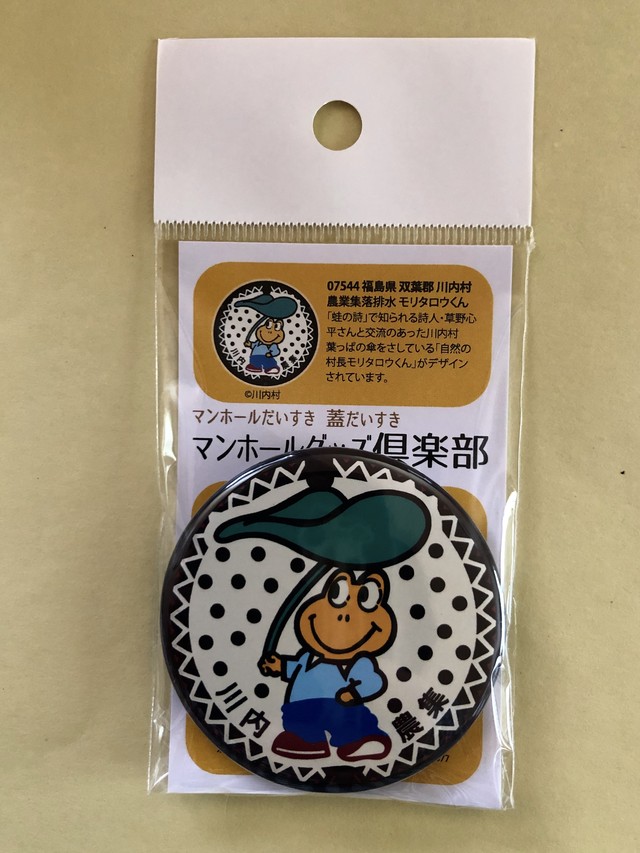 07544 福島県 双葉郡 川内村
農業集落排水 モリタロウくん
「蛙の詩」で知られる詩人・草野心
平さんと交流のあった川内村
葉っぱの傘をさしている「自然の
村長モリタロウくん」がデザイン
されています。
川内
農集
©川内村
マンホールだいすき 蓋だいすき
マンホールグッズ倶楽部
川内
農集